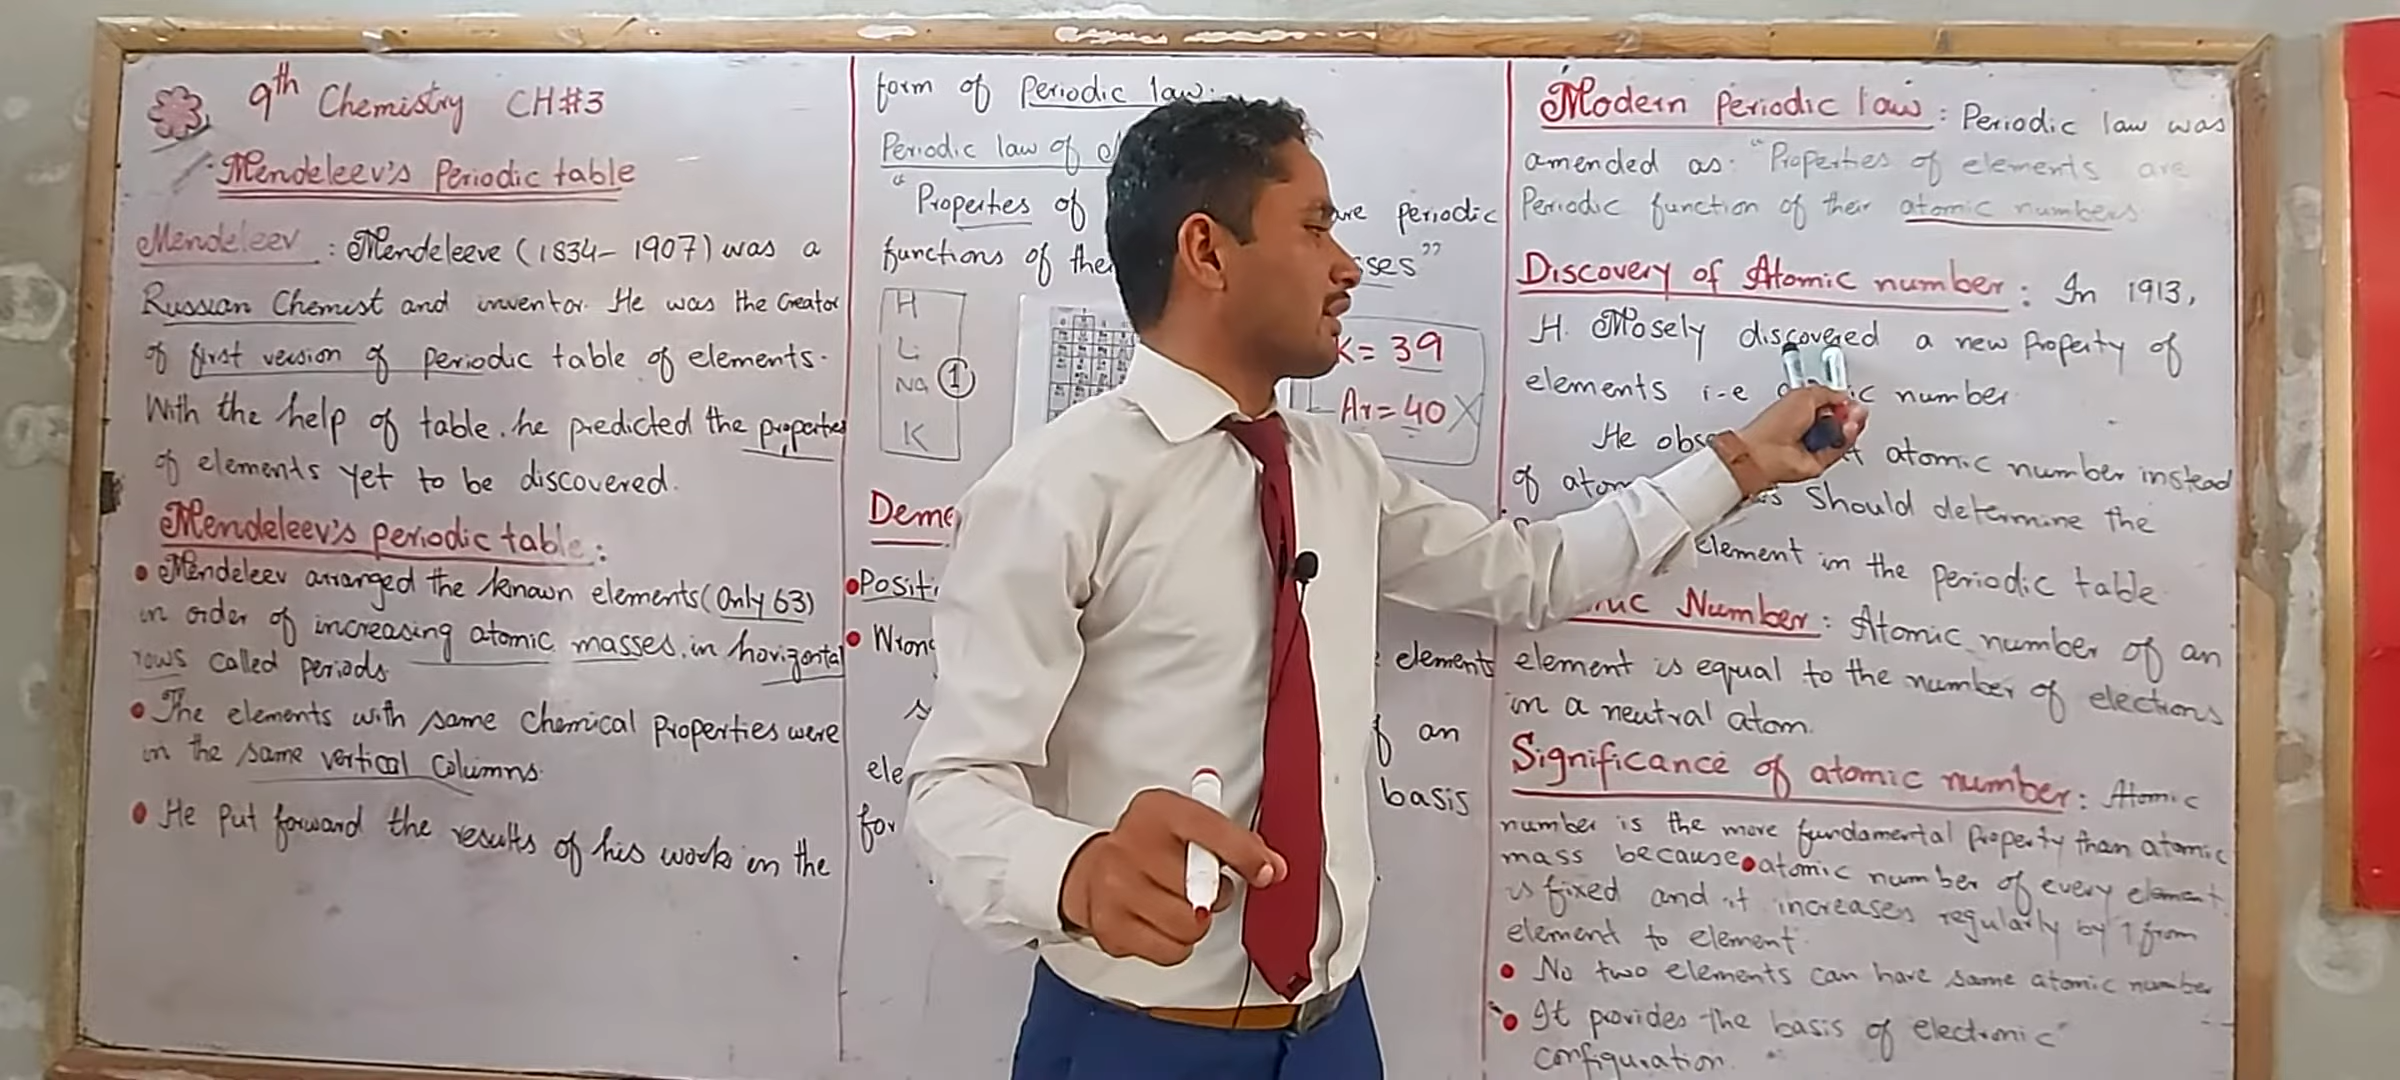 9th Chemistry CH#3
Mendeleev's Periodic table
Mendeleev : Mendeleeve (1834-1907) was a
Russian Chemist and inventor. He was the Creator
of first version of periodic table of elements.
With the help of table. he predicted the properties
of elements yet to be discovered.
Mendeleev's periodic table :
• Mendeleev arranged the known elements (Only 63)
in order of increasing atomic masses. in horizontal
rows called periods
• The elements with same Chemical Properties were
in the same vertical Columns.
• He put forward the results of his work in the
form of Periodic law.
Periodic law of
"Properties of are periodic
functions of "
H
Li
Na
K
1
K = 39
Ar = 40 X
• 
• 
elements
an
basis
Modern Periodic law : Periodic law was
amended as: "Properties of elements are
Periodic function of their atomic numbers
Discovery of Atomic number : In 1913,
H. Mosely discovered a new Property of
elements i-e number.
He atomic number instead
of should determine the
element in the periodic table
Number : Atomic number of an
element is equal to the number of electrons
in a neutral atom.
Significance of atomic number : Atomic
number is the more fundamental Property than atomic
mass because • atomic number of every element
is fixed and it increases regularly by 1 from
element to element.
• No two elements can have same atomic number
• It provides the basis of electronic
configuration